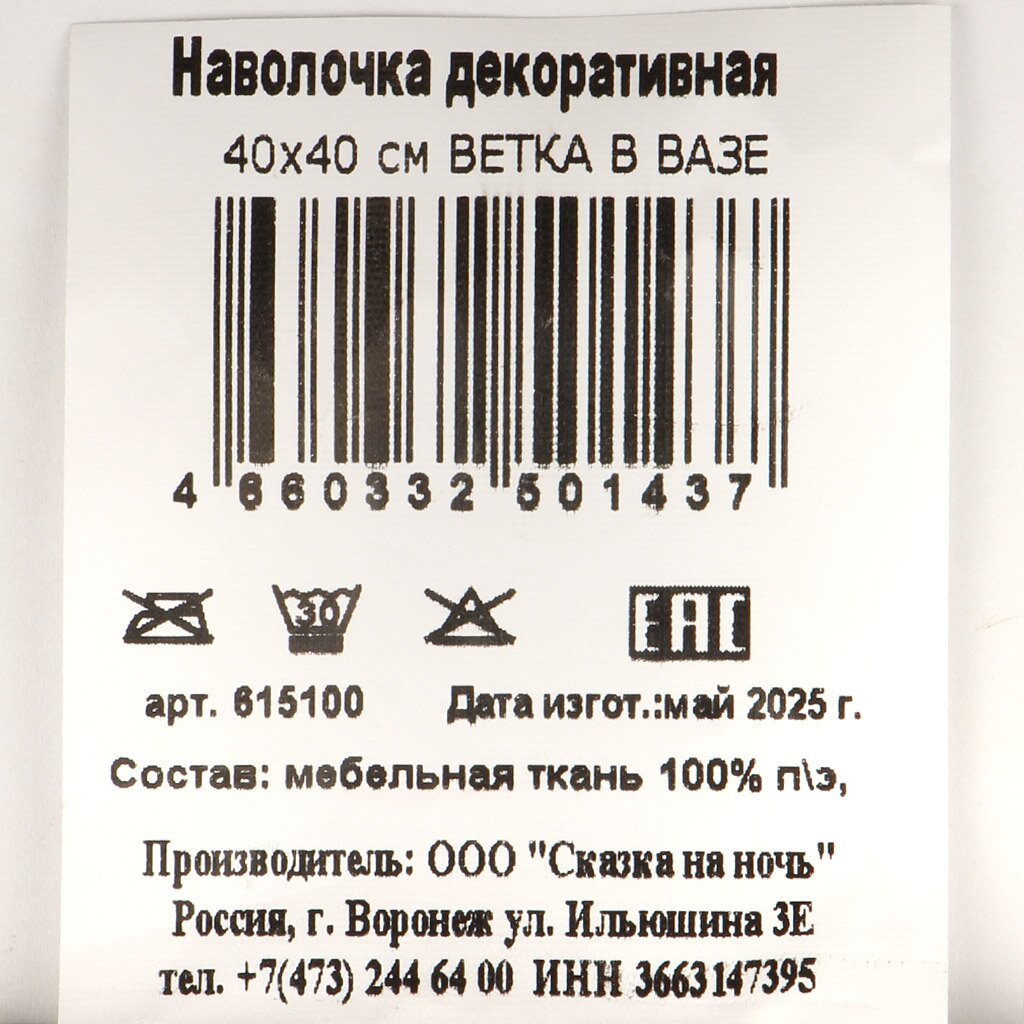 Наволочка декоративная
40х40 см ВЕТКА В ВАЗЕ
4 660332 501437
30 EAC
арт. 615100 Дата изгот.:май 2025 г.
Состав: мебельная ткань 100% п\э,
Производитель: ООО "Сказка на ночь"
Россия, г. Воронеж ул. Ильюшина 3Е
тел. +7(473) 244 64 00 ИНН 3663147395